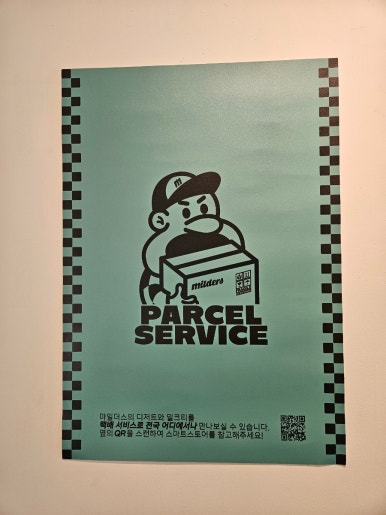 m
milders
PARCEL
SERVICE
마일더스의 디저트와 밀크티를
택배 서비스로 전국 어디에서나 만나보실 수 있습니다.
옆의 QR을 스캔하여 스마트스토어를 참고해주세요!